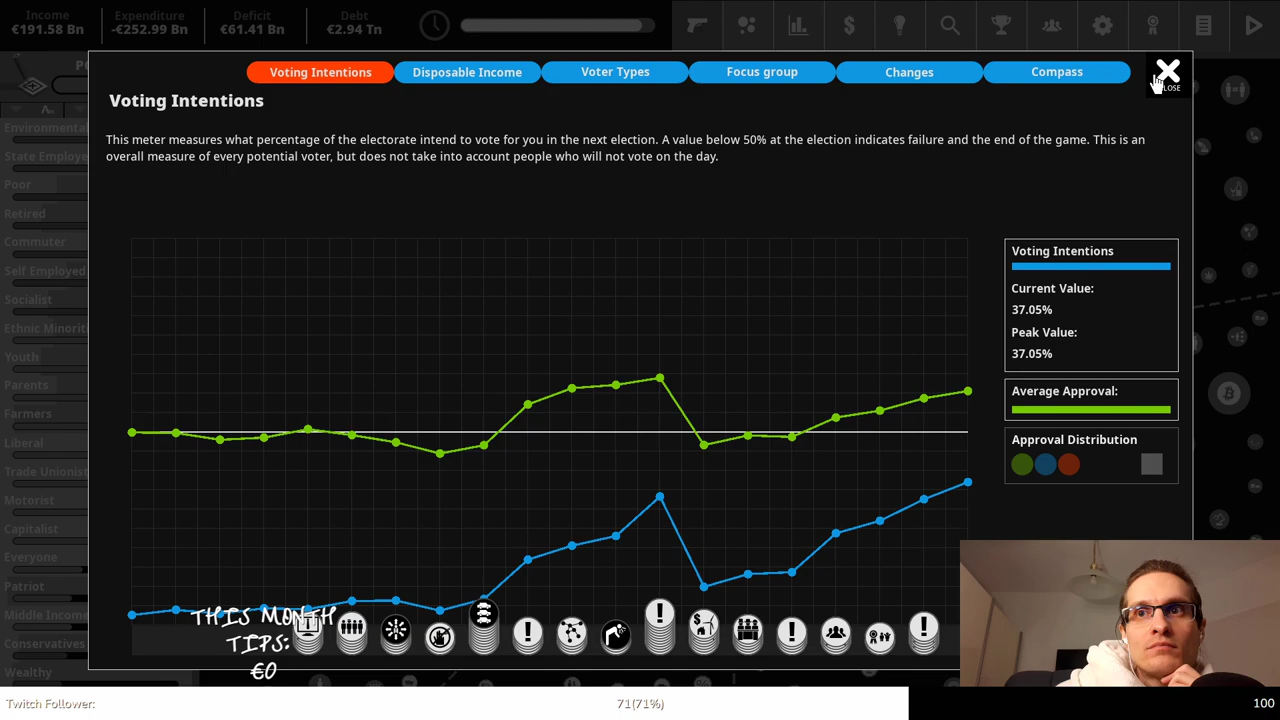 Income Expenditure Deficit Debt
€191.58 Bn -€252.99 Bn €61.41 Bn €2.94 Tn
Voting Intentions Disposable Income Voter Types Focus group Changes Compass
CLOSE
Voting Intentions
This meter measures what percentage of the electorate intend to vote for you in the next election. A value below 50% at the election indicates failure and the end of the game. This is an
overall measure of every potential voter, but does not take into account people who will not vote on the day.
Environmental
State Employe
Poor
Retired
Commuter
Self Employed
Socialist
Ethnic Minorit
Youth
Parents
Farmers
Liberal
Trade Unionist
Motorist
Capitalist
Everyone
Patriot
Middle Income
Conservatives
Wealthy
Voting Intentions
Current Value:
37.05%
Peak Value:
37.05%
Average Approval:
Approval Distribution
THIS MONTH
TIPS:
€0
Twitch Follower: 71(71%) 100